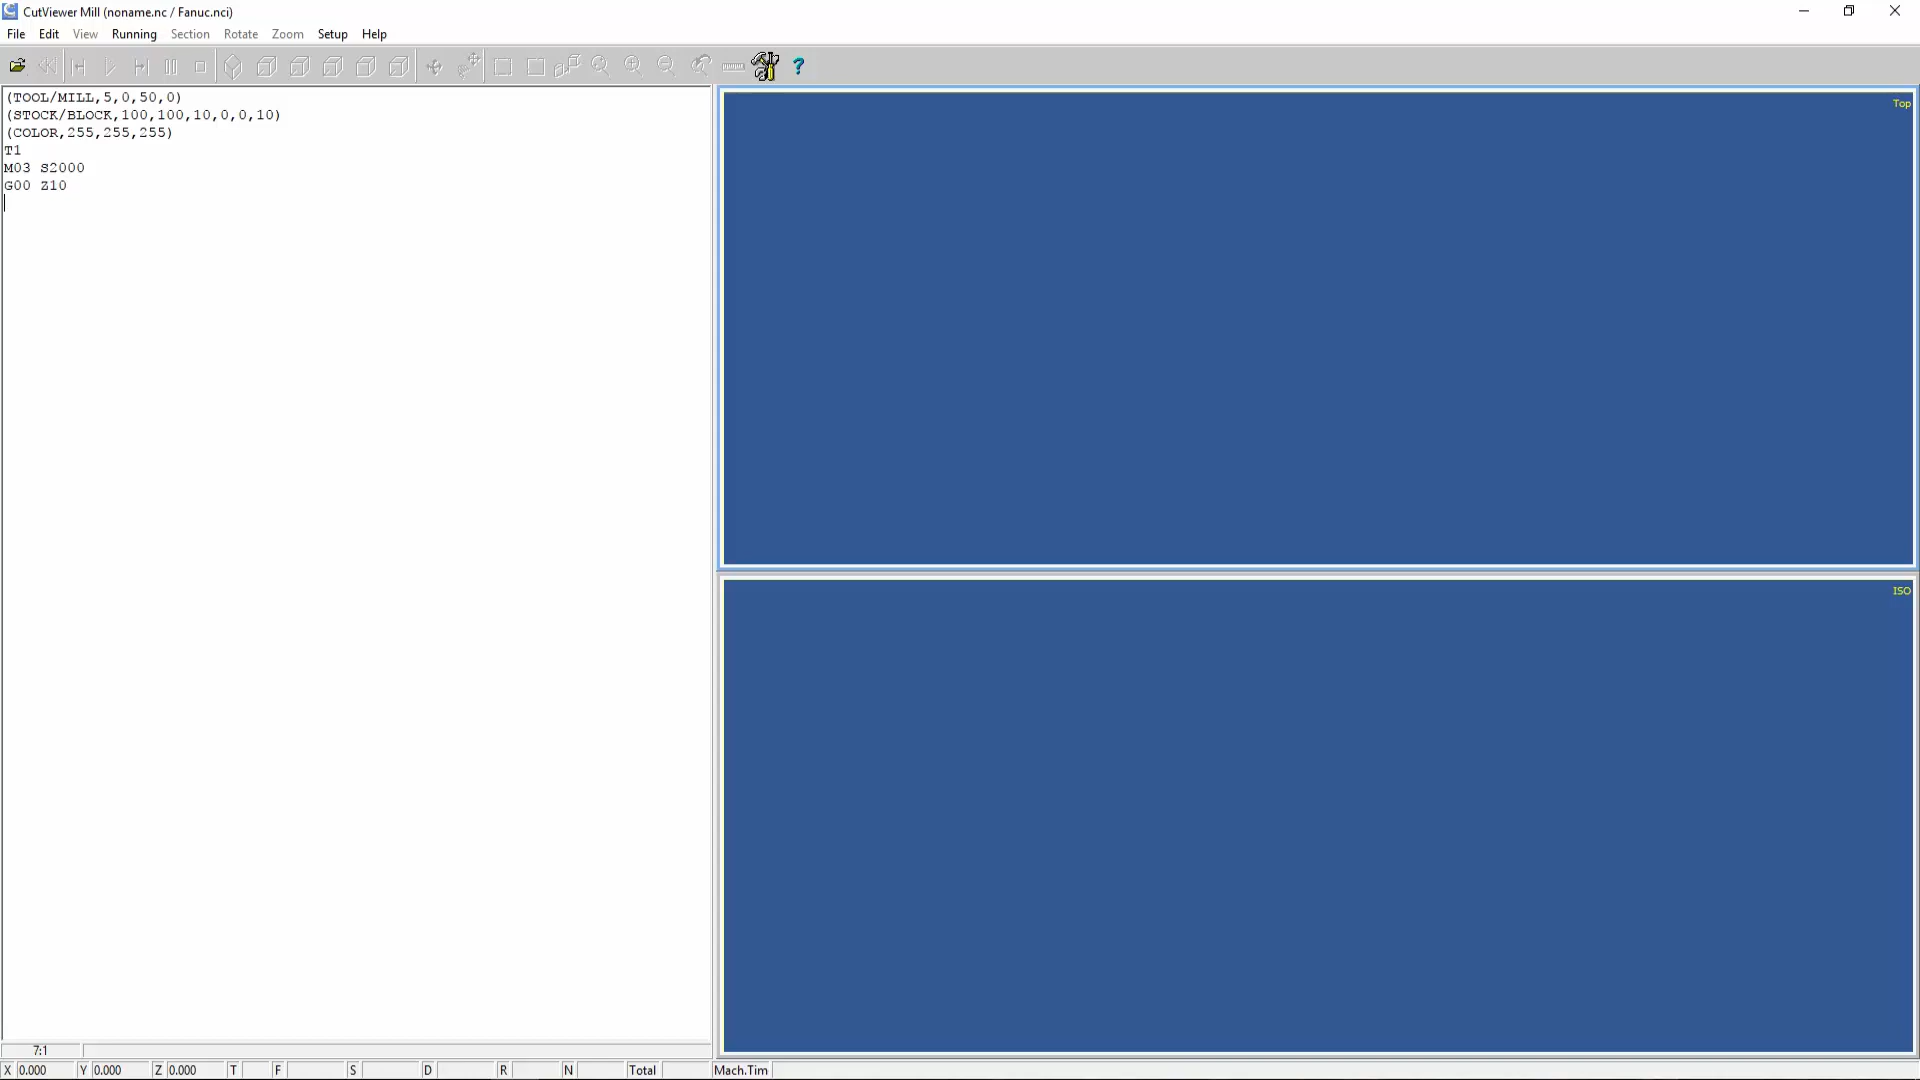 CutViewer Mill (noname.nc / Fanuc.nci)
File Edit View Running Section Rotate Zoom Setup Help
?
(TOOL/MILL,5,0,50,0)
(STOCK/BLOCK,100,100,10,0,0,10)
(COLOR,255,255,255)
T1
M03 S2000
G00 Z10
Top
ISO
7:1
X 0.000 Y 0.000 Z 0.000 T F S D R N Total Mach.Tim